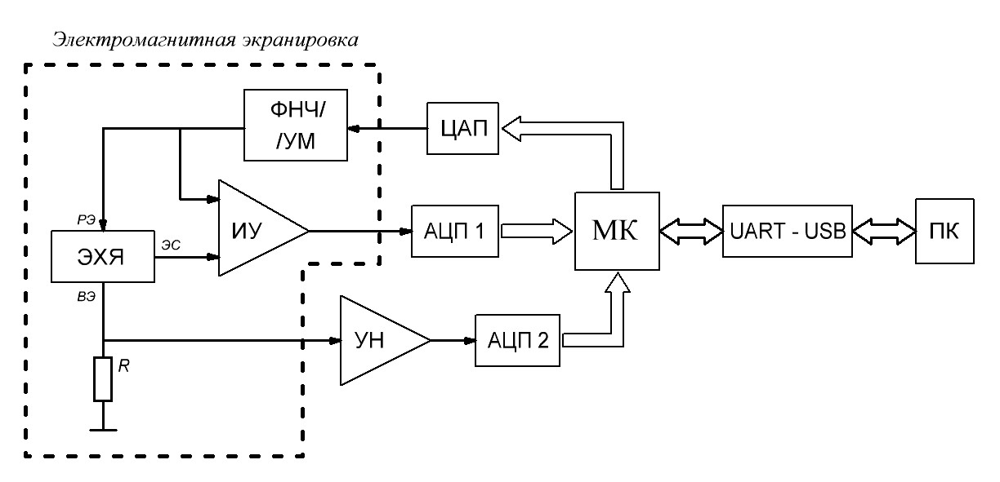 Электромагнитная экранировка
ФНЧ/
/УМ
ЦАП
РЭ
ИУ
АЦП 1
МК
UART - USB
ПК
ЭХЯ
ЭС
ВЭ
УН
АЦП 2
R